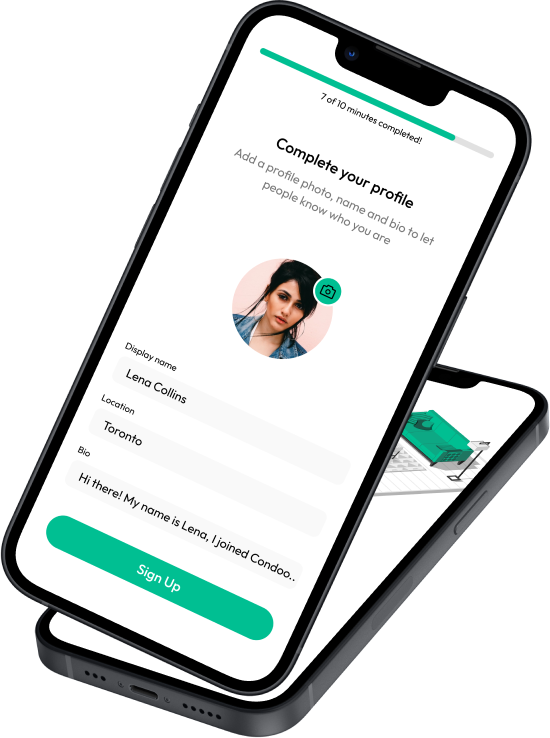 7 of 10 minutes completed!
Complete your profile
Add a profile photo, name and bio to let
people know who you are
Display name
Lena Collins
Location
Toronto
Bio
Hi there! My name is Lena, I joined Condoo..
Sign Up